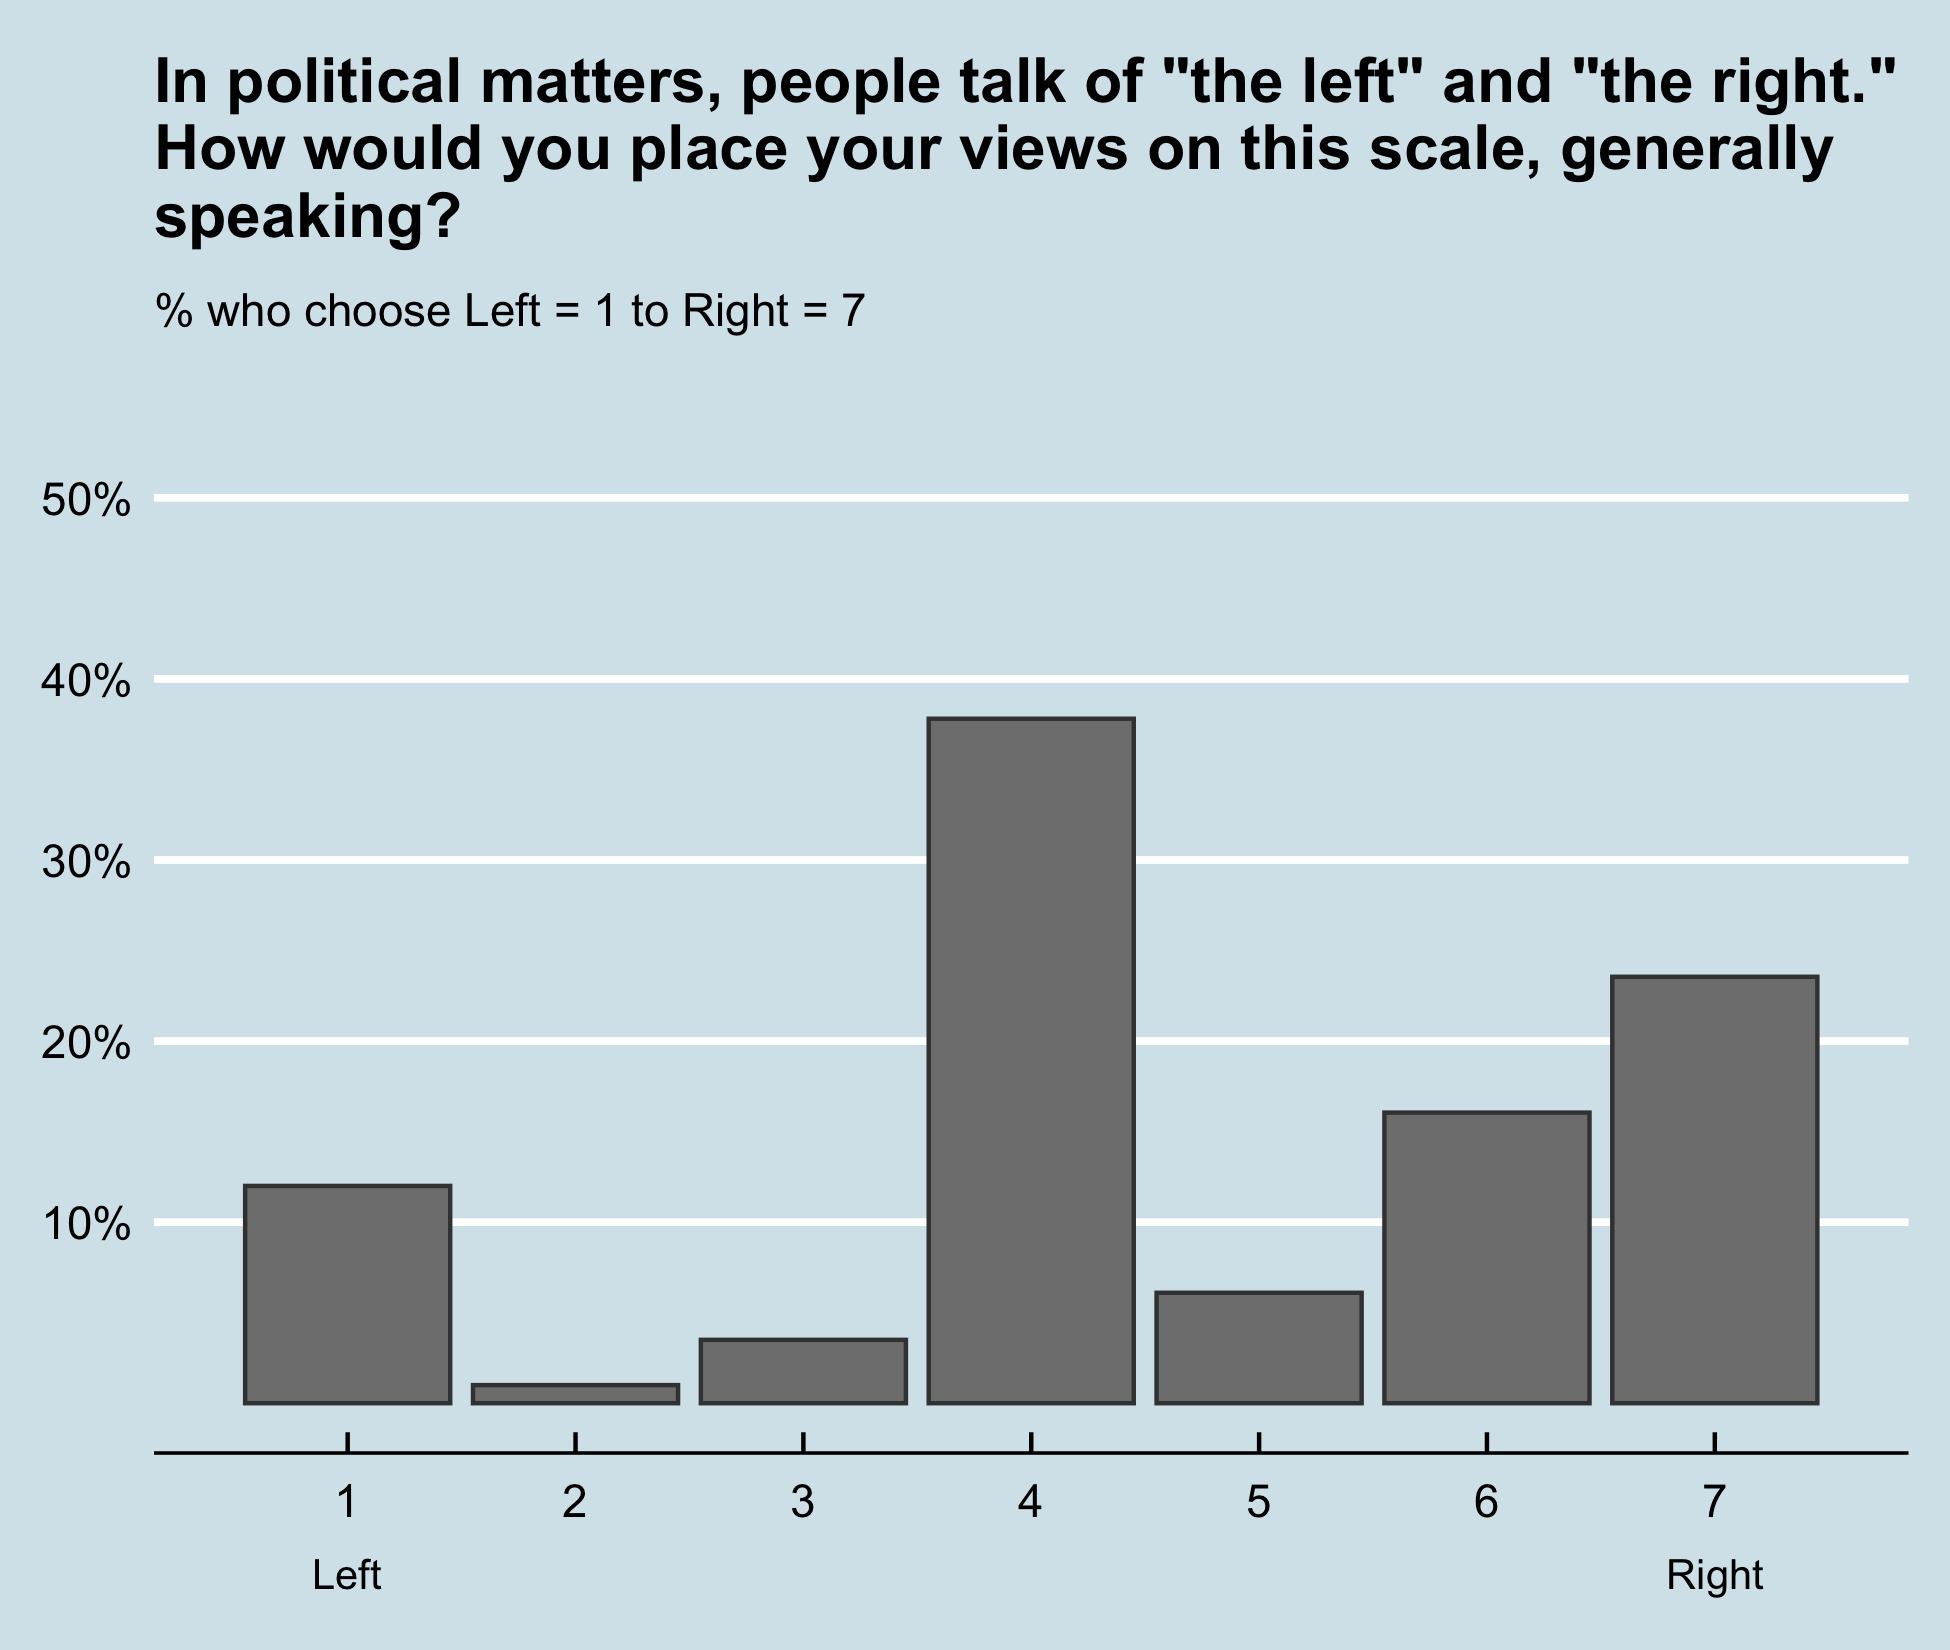 In political matters, people talk of "the left" and "the right."
How would you place your views on this scale, generally
speaking?
% who choose Left = 1 to Right = 7
50%
40%
30%
20%
10%
1 2 3 4 5 6 7
Left Right